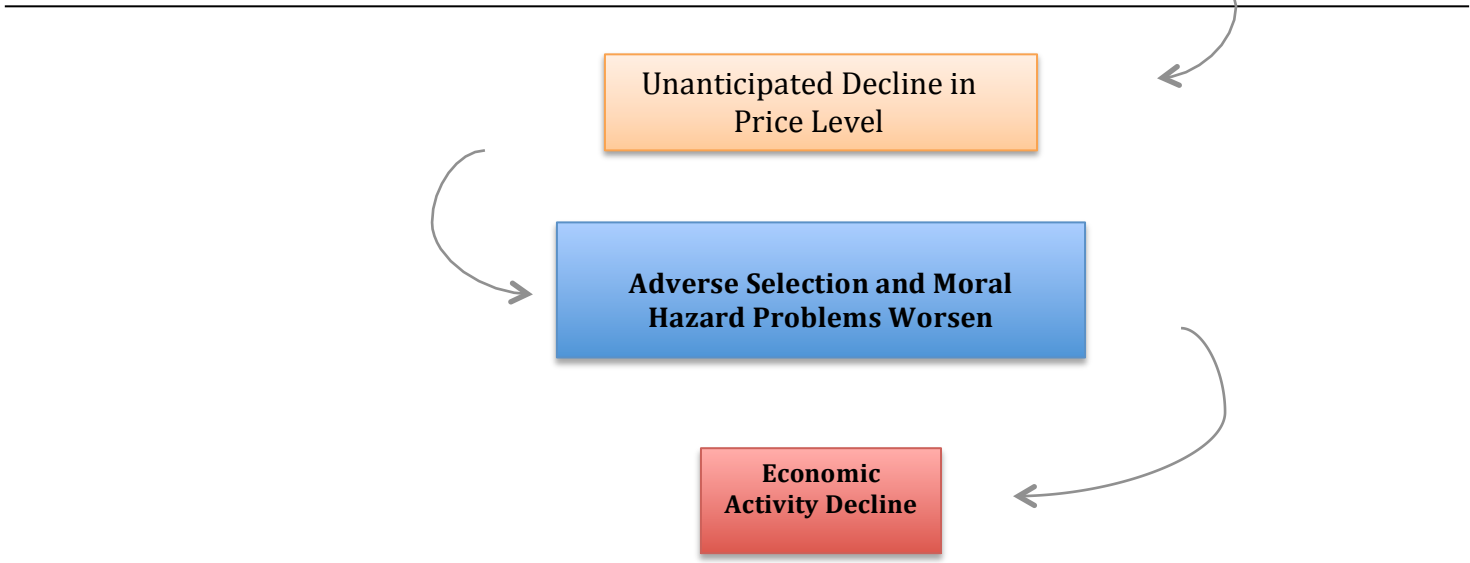 Unanticipated Decline in
Price Level
Adverse Selection and Moral
Hazard Problems Worsen
Economic
Activity Decline